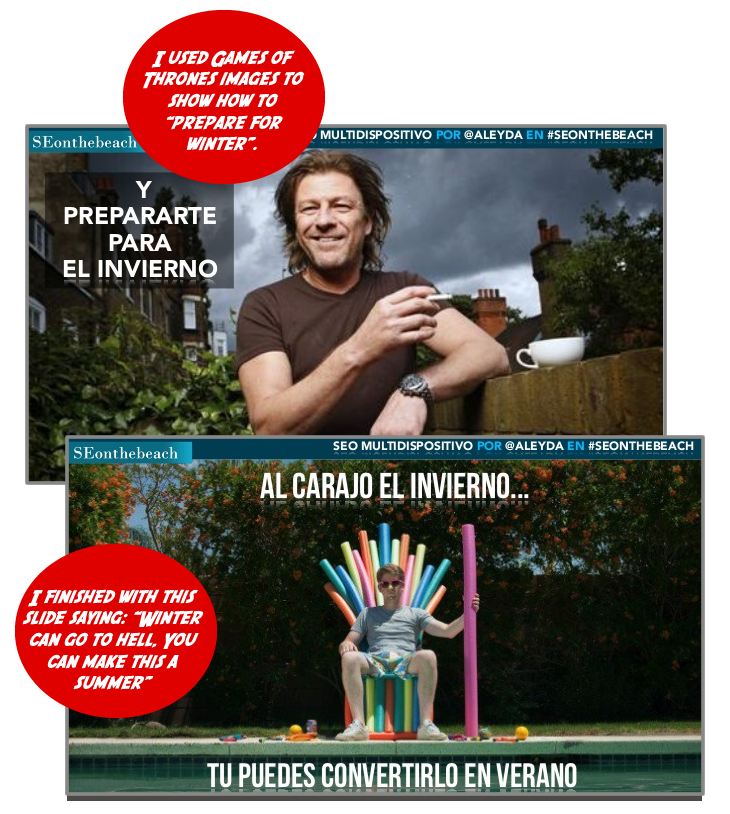 I USED GAMES OF
THRONES IMAGES TO
SHOW HOW TO
"PREPARE FOR
WINTER".
SEonthebeach
MULTIDISPOSITIVO POR @ALEYDA EN #SEONTHEBEACH
Y
PREPARARTE
PARA
EL INVIERNO
SEonthebeach
SEO MULTIDISPOSITIVO POR @ALEYDA EN #SEONTHEBEACH
AL CARAJO EL INVIERNO...
I FINISHED WITH THIS
SLIDE SAYING: "WINTER
CAN GO TO HELL, YOU
CAN MAKE THIS A
SUMMER"
TU PUEDES CONVERTIRLO EN VERANO